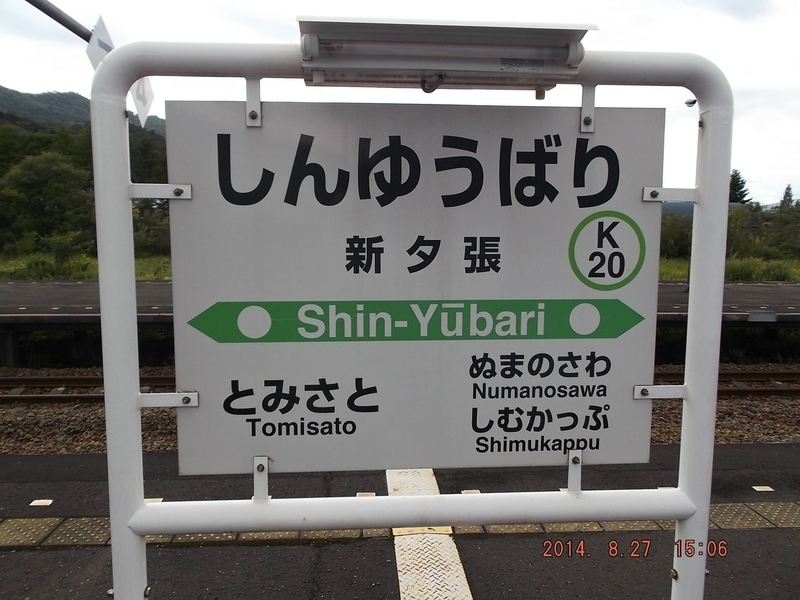 しんゆうばり
新夕張
K
20
Shin-Yūbari
とみさと
Tomisato
ぬまのさわ
Numanosawa
しむかっぷ
Shimukappu
4
2014. 8.27 15:06